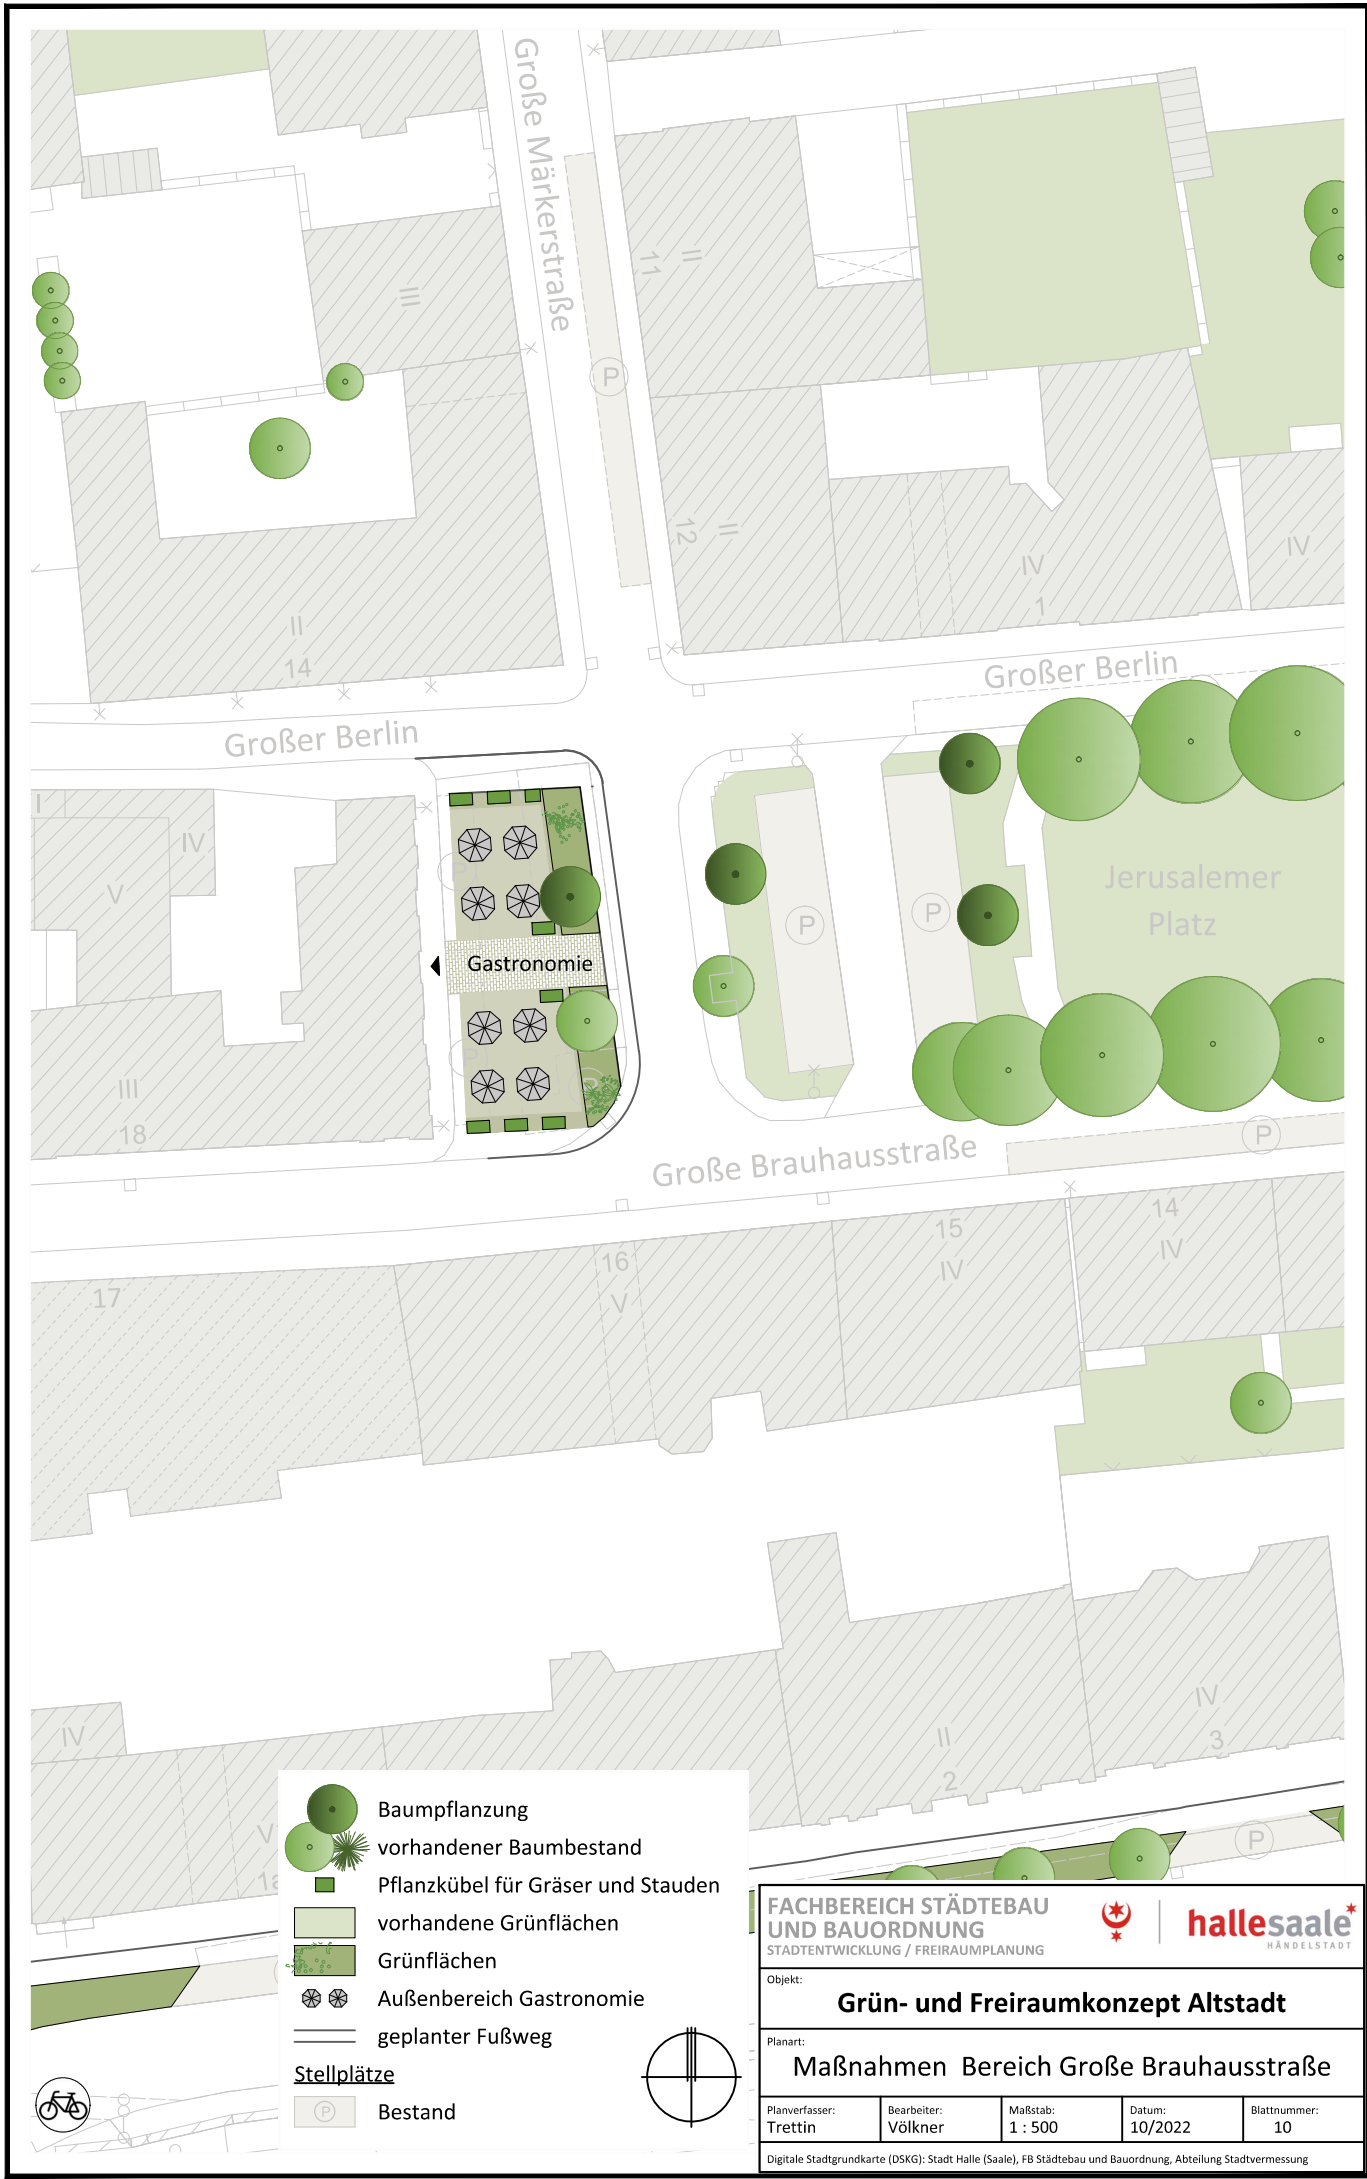 Große Märkerstraße
II
11
III
P
II
12
IV
1
IV
II
14
Großer Berlin
Großer Berlin
I
IV
V
P
Gastronomie
P
P
P
P
Jerusalemer
Platz
III
18
P
Große Brauhausstraße
17
16
V
15
IV
14
IV
IV
V
II
2
IV
3
P
Baumpflanzung
vorhandener Baumbestand
Pflanzkübel für Gräser und Stauden
vorhandene Grünflächen
Grünflächen
Außenbereich Gastronomie
geplanter Fußweg
Stellplätze
P Bestand
FACHBEREICH STÄDTEBAU
UND BAUORDNUNG
STADTENTWICKLUNG / FREIRAUMPLANUNG
hallesaale
HÄNDELSTADT
Objekt:
Grün- und Freiraumkonzept Altstadt
Planart:
Maßnahmen Bereich Große Brauhausstraße
Planverfasser: Bearbeiter: Maßstab: Datum: Blattnummer:
Trettin Völkner 1 : 500 10/2022 10
Digitale Stadtgrundkarte (DSKG): Stadt Halle (Saale), FB Städtebau und Bauordnung, Abteilung Stadtvermessung